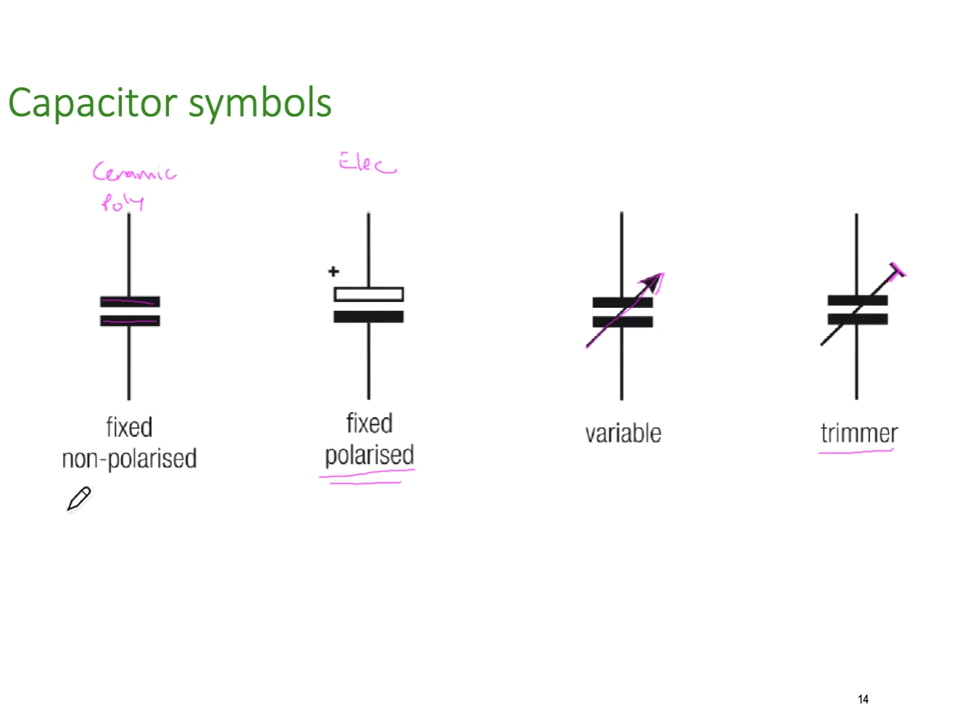 Capacitor symbols
Ceramic
Poly
Elec
+
fixed
non-polarised
fixed
polarised
variable
trimmer
14